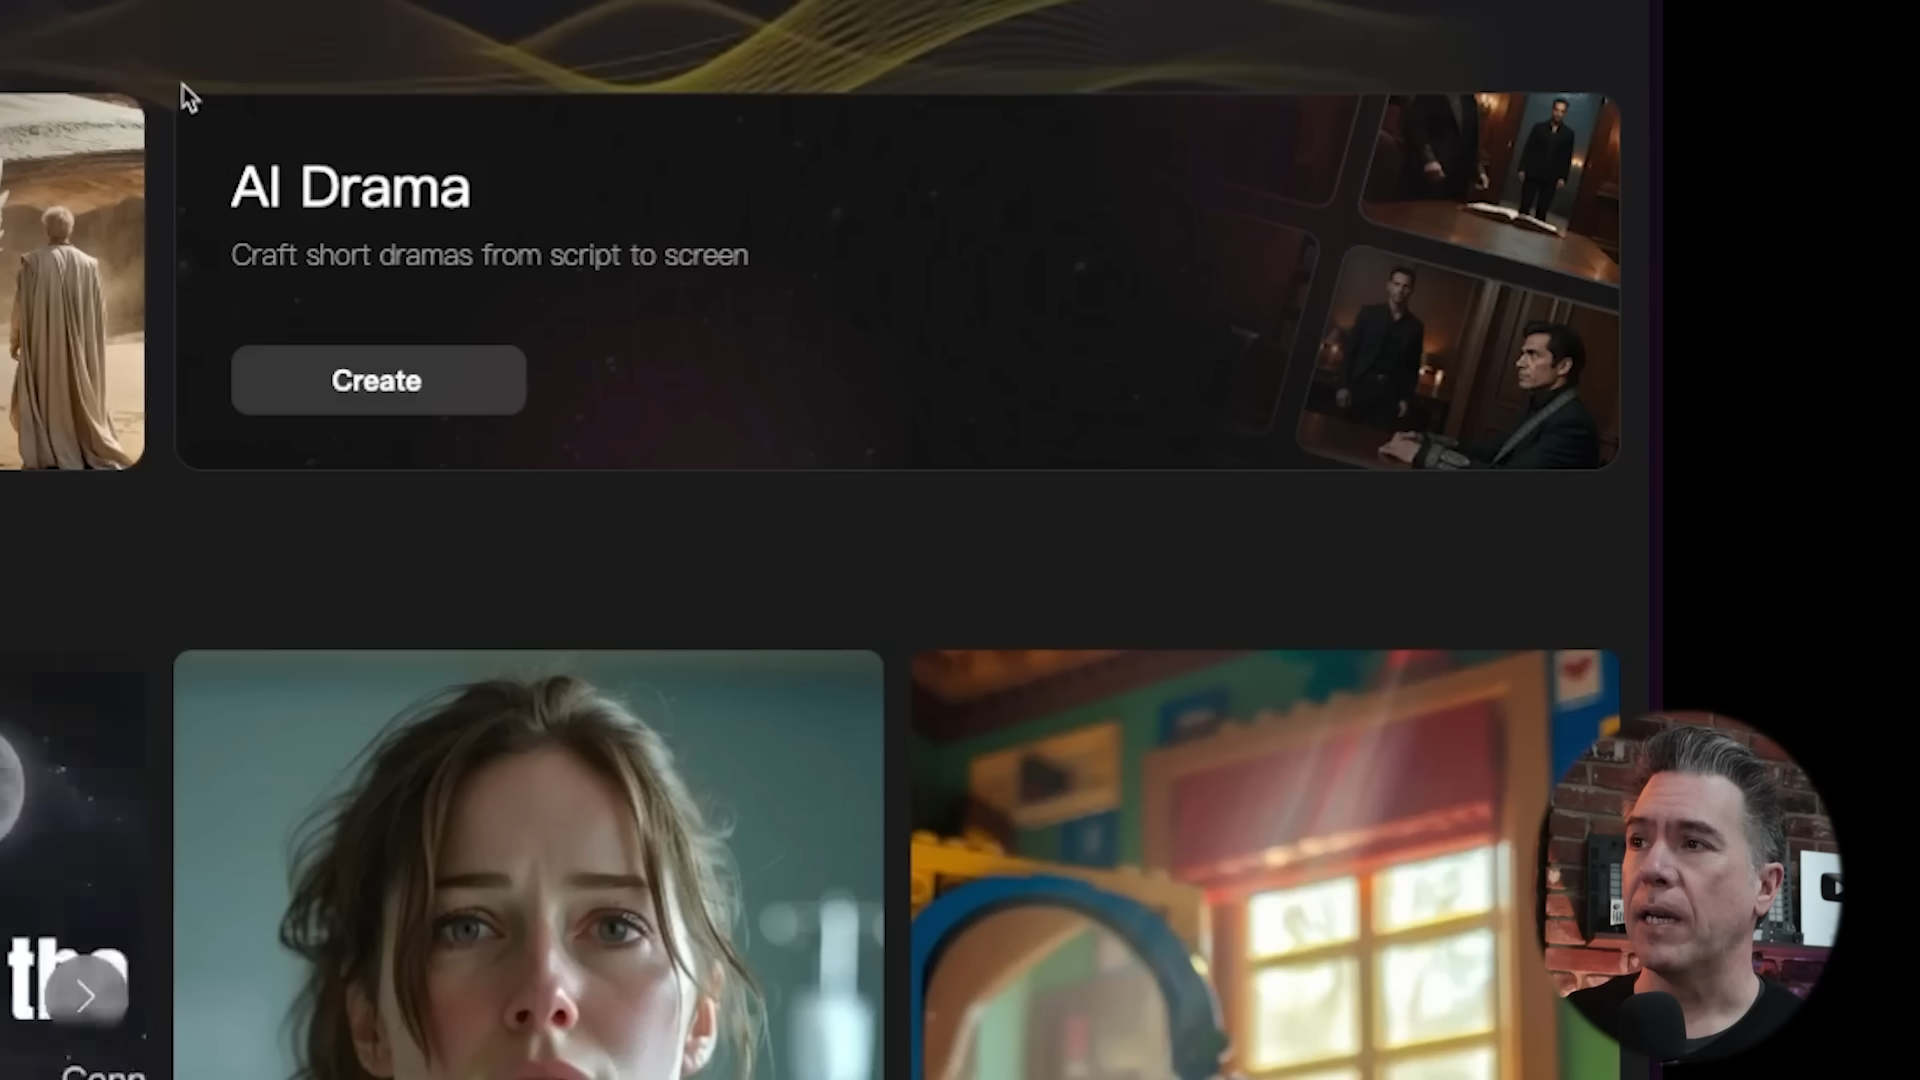 AI Drama
Craft short dramas from script to screen
Create